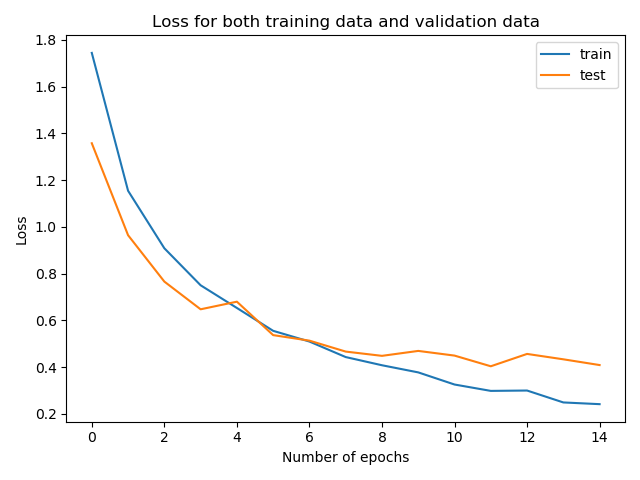 Loss for both training data and validation data
1.8
1.6
1.4
1.2
1.0
0.8
0.6
0.4
0.2
Loss
train
test
0 2 4 6 8 10 12 14
Number of epochs